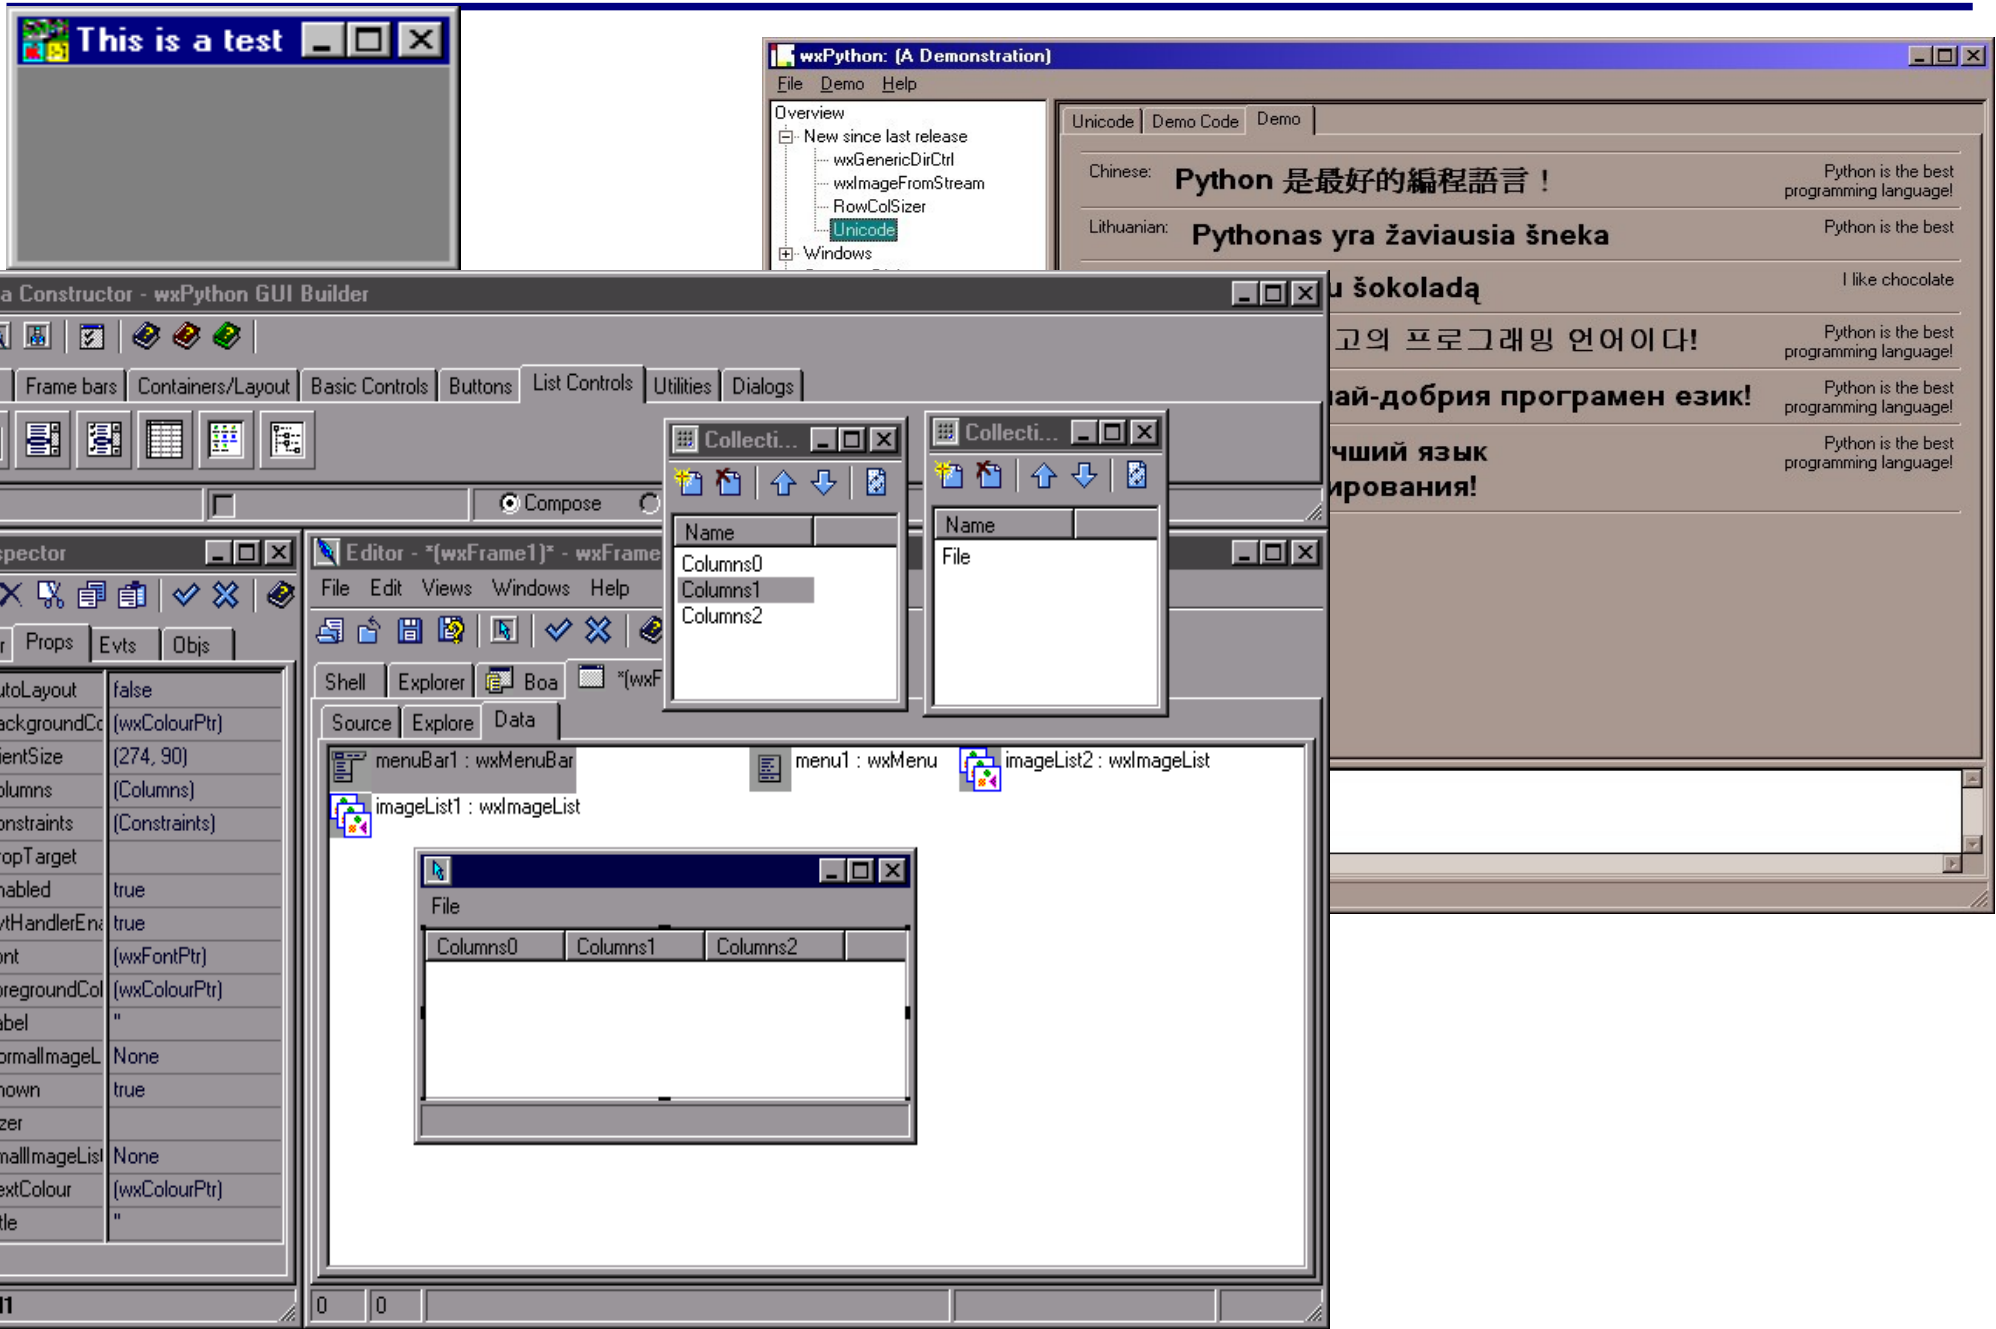 This is a test
wxPython: (A Demonstration)
File Demo Help
Overview
New since last release
wxGenericDirCtrl
wxImageFromStream
RowColSizer
Unicode
Windows
Unicode Demo Code Demo
Chinese: Python 是最好的編程語言！ Python is the best
programming language!
Lithuanian: Pythonas yra žaviausia šneka Python is the best
u šokoladą I like chocolate
고의 프로그래밍 언어이다! Python is the best
programming language!
ай-добрия програмен език! Python is the best
programming language!
чший язык Python is the best
programming language!
ирования!
a Constructor - wxPython GUI Builder
Frame bars Containers/Layout Basic Controls Buttons List Controls Utilities Dialogs
Compose
Collecti...
Name
Columns0
Columns1
Columns2
Collecti...
Name
File
spector
r Props Evts Objs
utoLayout false
ackgroundCo (wxColourPtr)
ientSize (274, 90)
olumns (Columns)
onstraints (Constraints)
ropTarget
nabled true
vtHandlerEna true
ont (wxFontPtr)
oregroundCol (wxColourPtr)
abel ''
ormalImageL None
hown true
zer
mallImageList None
extColour (wxColourPtr)
tle ''
Editor - *(wxFrame1)* - wxFrame
File Edit Views Windows Help
Shell Explorer Boa *(wxF
Source Explore Data
menuBar1 : wxMenuBar menu1 : wxMenu imageList2 : wxImageList
imageList1 : wxImageList
File
Columns0 Columns1 Columns2
0 0